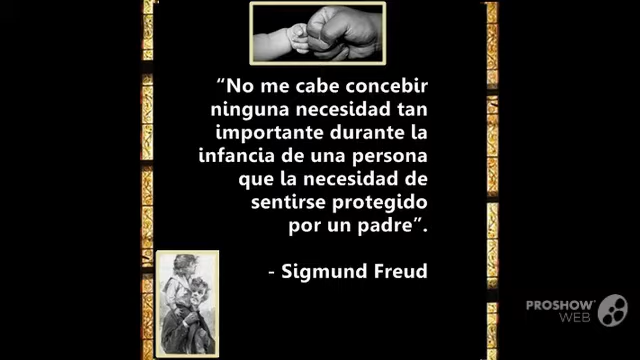 “No me cabe concebir
ninguna necesidad tan
importante durante la
infancia de una persona
que la necesidad de
sentirse protegido
por un padre”.
- Sigmund Freud
PROSHOW
WEB